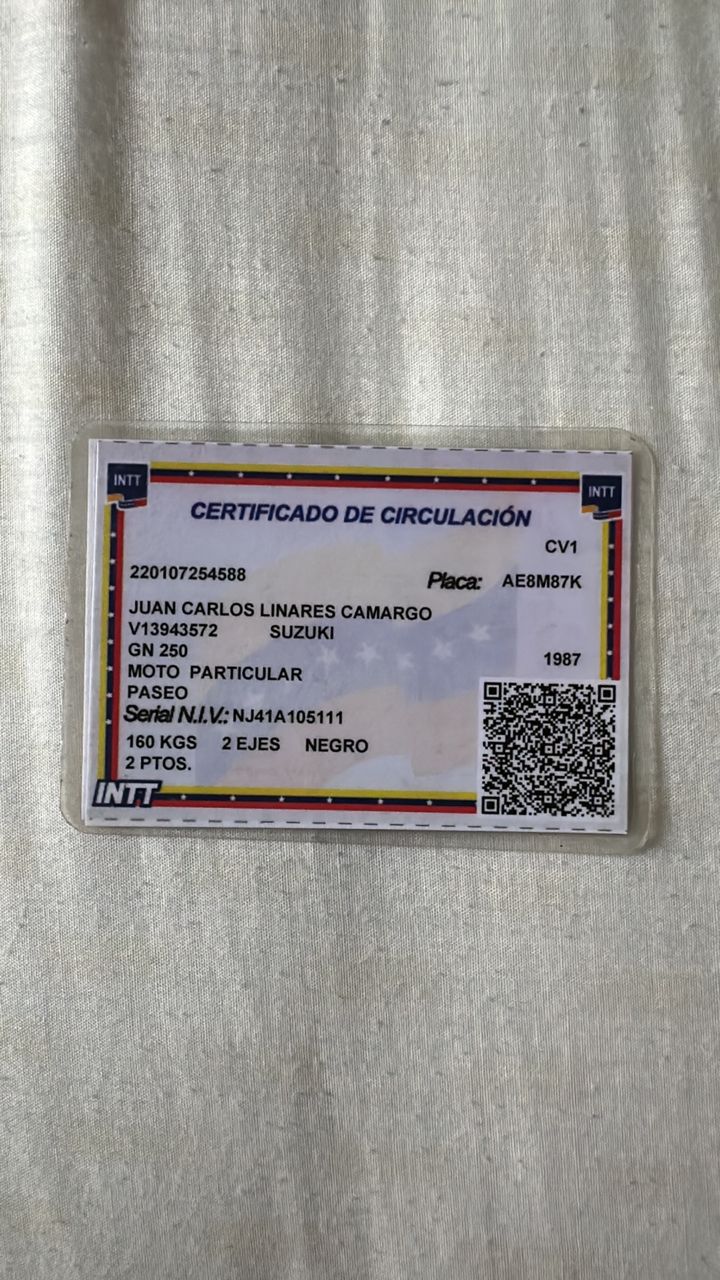 INTT
INTT
CERTIFICADO DE CIRCULACIÓN
CV1
220107254588 Placa: AE8M87K
JUAN CARLOS LINARES CAMARGO
V13943572 SUZUKI
GN 250
1987
MOTO PARTICULAR
PASEO
Serial N.I.V.: NJ41A105111
160 KGS 2 EJES NEGRO
2 PTOS.
INTT